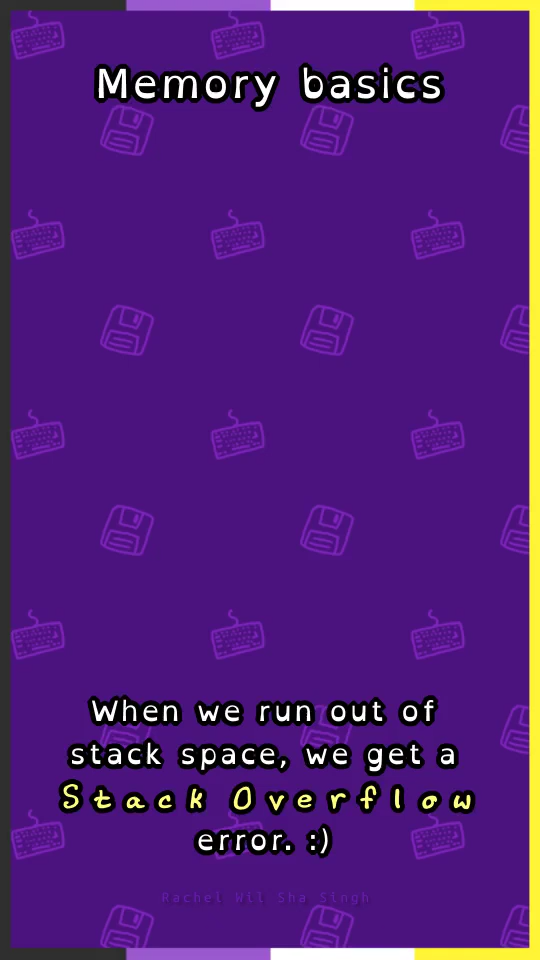 Memory basics
When we run out of
stack space, we get a
Stack Overflow
error. :)
Rachel Wil Sha Singh